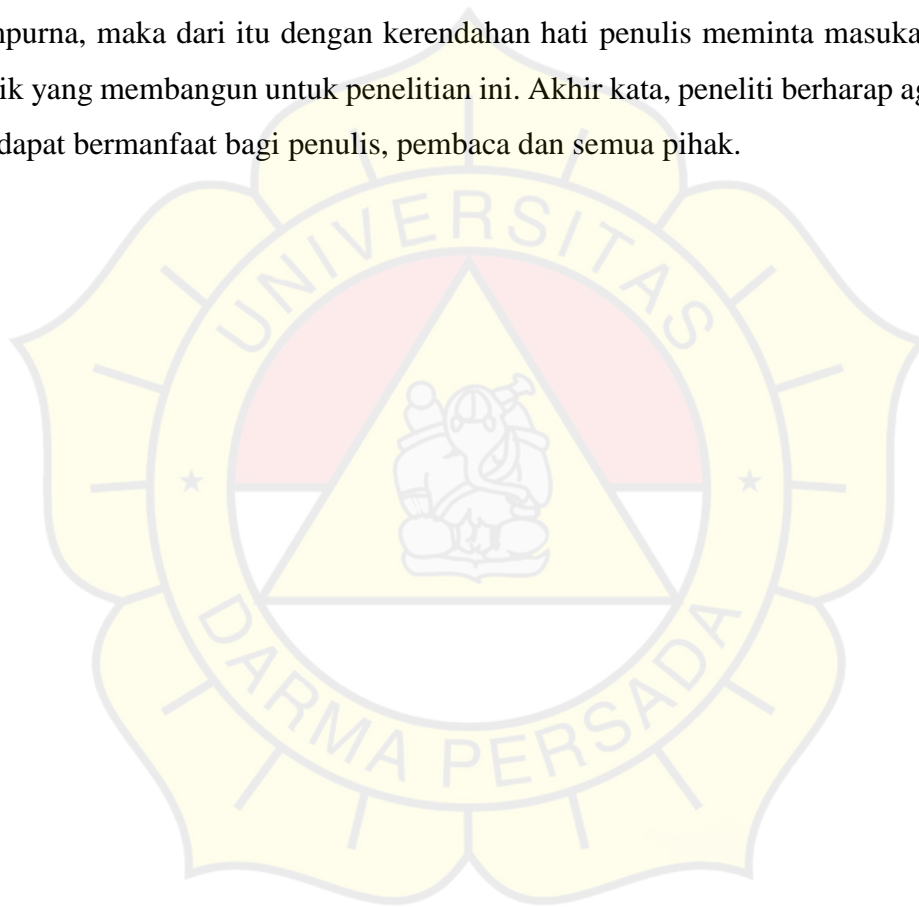 npurna, maka dari itu dengan kerendahan hati penulis meminta masuka
ik yang membangun untuk penelitian ini. Akhir kata, peneliti berharap ag
dapat bermanfaat bagi penulis, pembaca dan semua pihak.
UNIVERSITAS
DARMA PERSADA